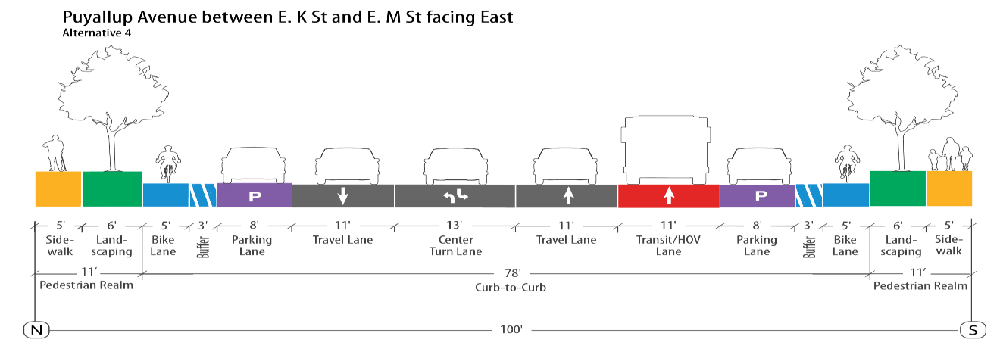 Puyallup Avenue between E. K St and E. M St facing East
Alternative 4
P
P
5' 6' 5' 3' 8' 11' 13' 11' 11' 8' 3' 5' 6' 5'
Side-
walk
Land-
scaping
Bike
Lane
Buffer
Parking
Lane
Travel Lane
Center
Turn Lane
Travel Lane
Transit/HOV
Lane
Parking
Lane
Buffer
Bike
Lane
Land-
scaping
Side-
walk
11'
Pedestrian Realm
78'
Curb-to-Curb
11'
Pedestrian Realm
N
100'
S